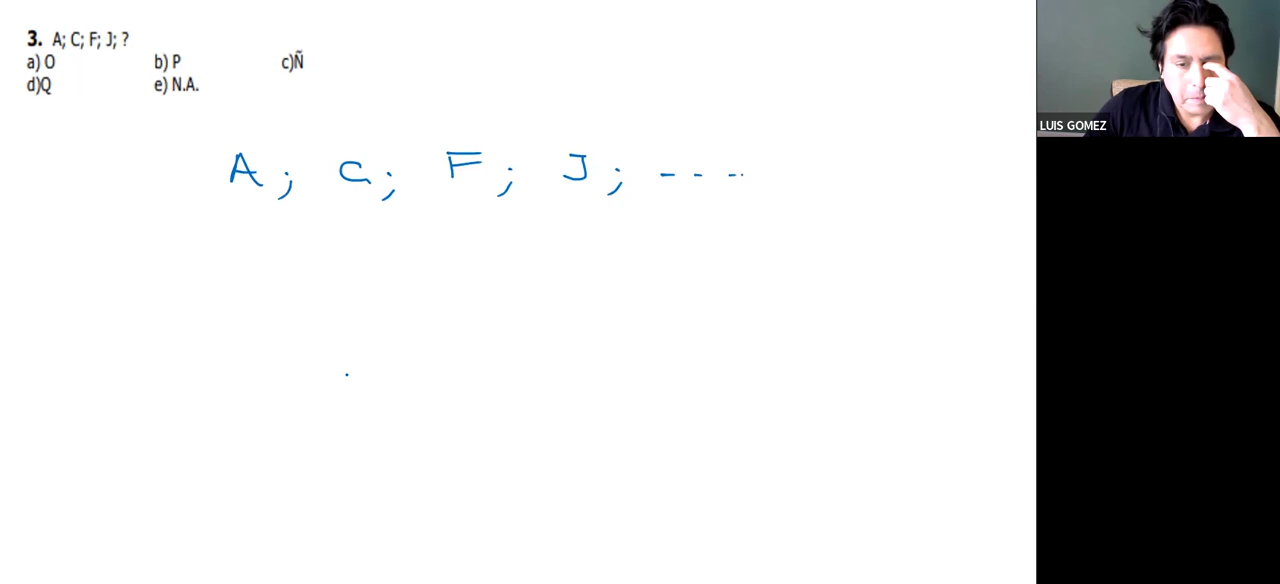 3. A; C; F; J; ?
a) O b) P c)Ñ
d)Q e) N.A.
A ; C ; F ; J ; ----
LUIS GOMEZ